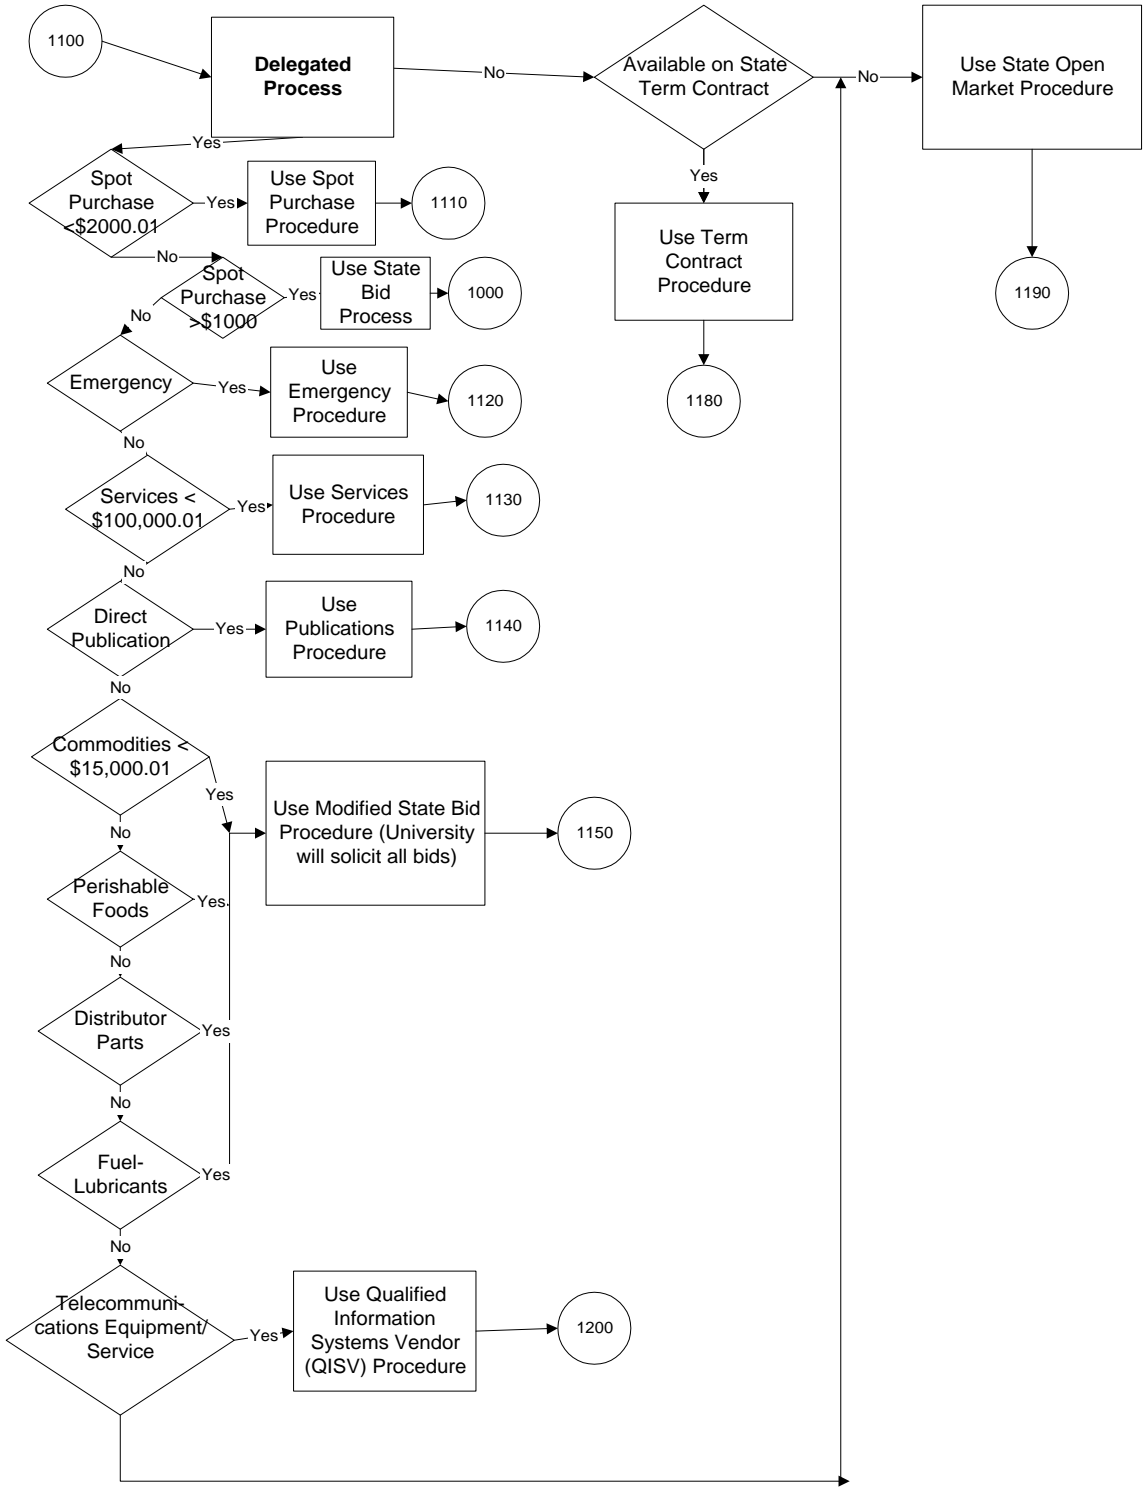 1100
Delegated
Process
No
Available on State
Term Contract
No
Use State Open
Market Procedure
Yes
Spot
Purchase
<$2000.01
Yes
Use Spot
Purchase
Procedure
1110
Yes
Use Term
Contract
Procedure
1180
1190
No
Spot
Purchase
>$1000
Yes
Use State
Bid
Process
1000
No
Emergency
Yes
Use
Emergency
Procedure
1120
No
Services <
$100,000.01
Yes
Use Services
Procedure
1130
No
Direct
Publication
Yes
Use
Publications
Procedure
1140
No
Commodities <
$15,000.01
Yes
Use Modified State Bid
Procedure (University
will solicit all bids)
1150
No
Perishable
Foods
Yes
No
Distributor
Parts
Yes
No
Fuel-
Lubricants
Yes
No
Telecommuni-
cations Equipment/
Service
Yes
Use Qualified
Information
Systems Vendor
(QISV) Procedure
1200